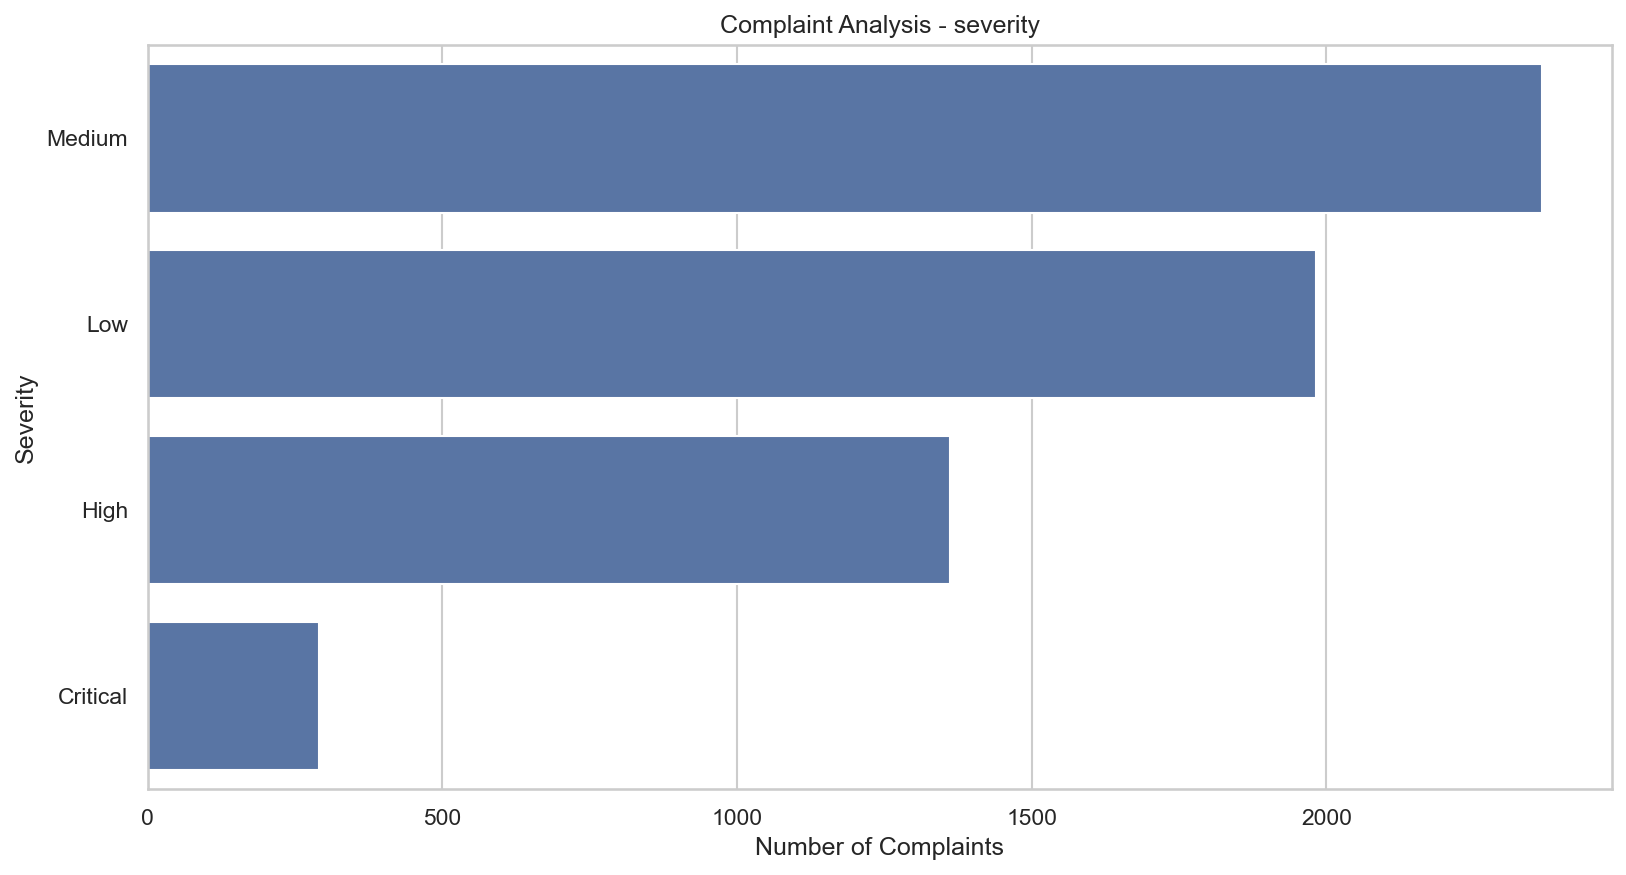 Complaint Analysis - severity
Severity
Medium
Low
High
Critical
0
500
1000
1500
2000
Number of Complaints